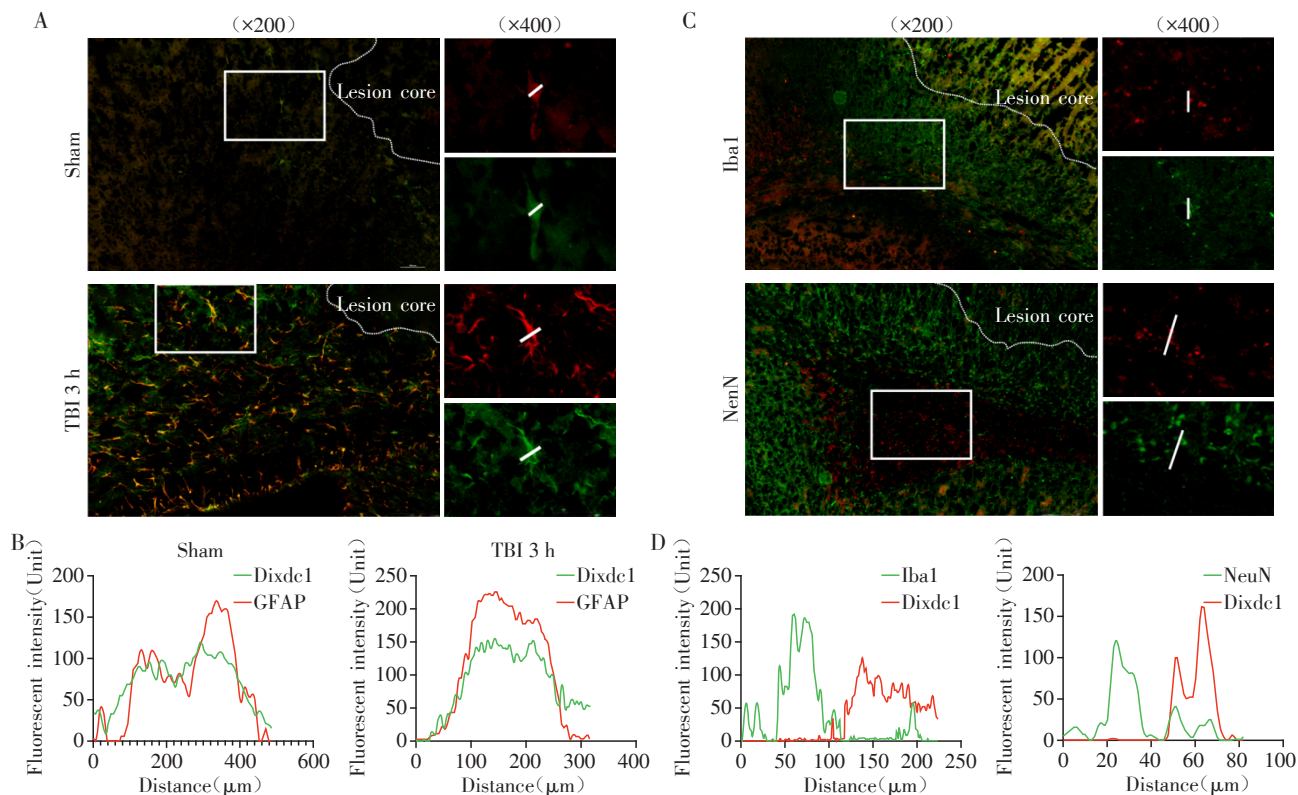 A
(×200)
(×400)
Sham
Lesion core
TBI 3 h
Lesion core
C
(×200)
(×400)
Iba1
Lesion core
NenN
Lesion core
B
Sham
Fluorescent intensity(Unit)
Dixdc1
GFAP
200
150
100
50
0
0
200
400
600
Distance(μm)
TBI 3 h
Fluorescent intensity(Unit)
Dixdc1
GFAP
250
200
150
100
50
0
0
100
200
300
400
Distance(μm)
D
Fluorescent intensity(Unit)
Iba1
Dixdc1
250
200
150
100
50
0
0
50
100
150
200
250
Distance(μm)
Fluorescent intensity(Unit)
NeuN
Dixdc1
200
150
100
50
0
0
20
40
60
80
100
Distance(μm)